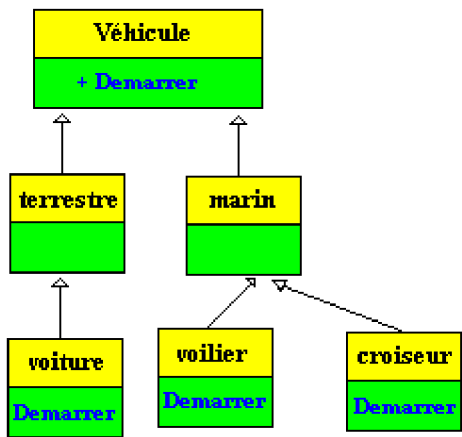 Véhicule
+ Demarrer
terrestre
marin
voiture
Demarrer
voilier
Demarrer
croiseur
Demarrer